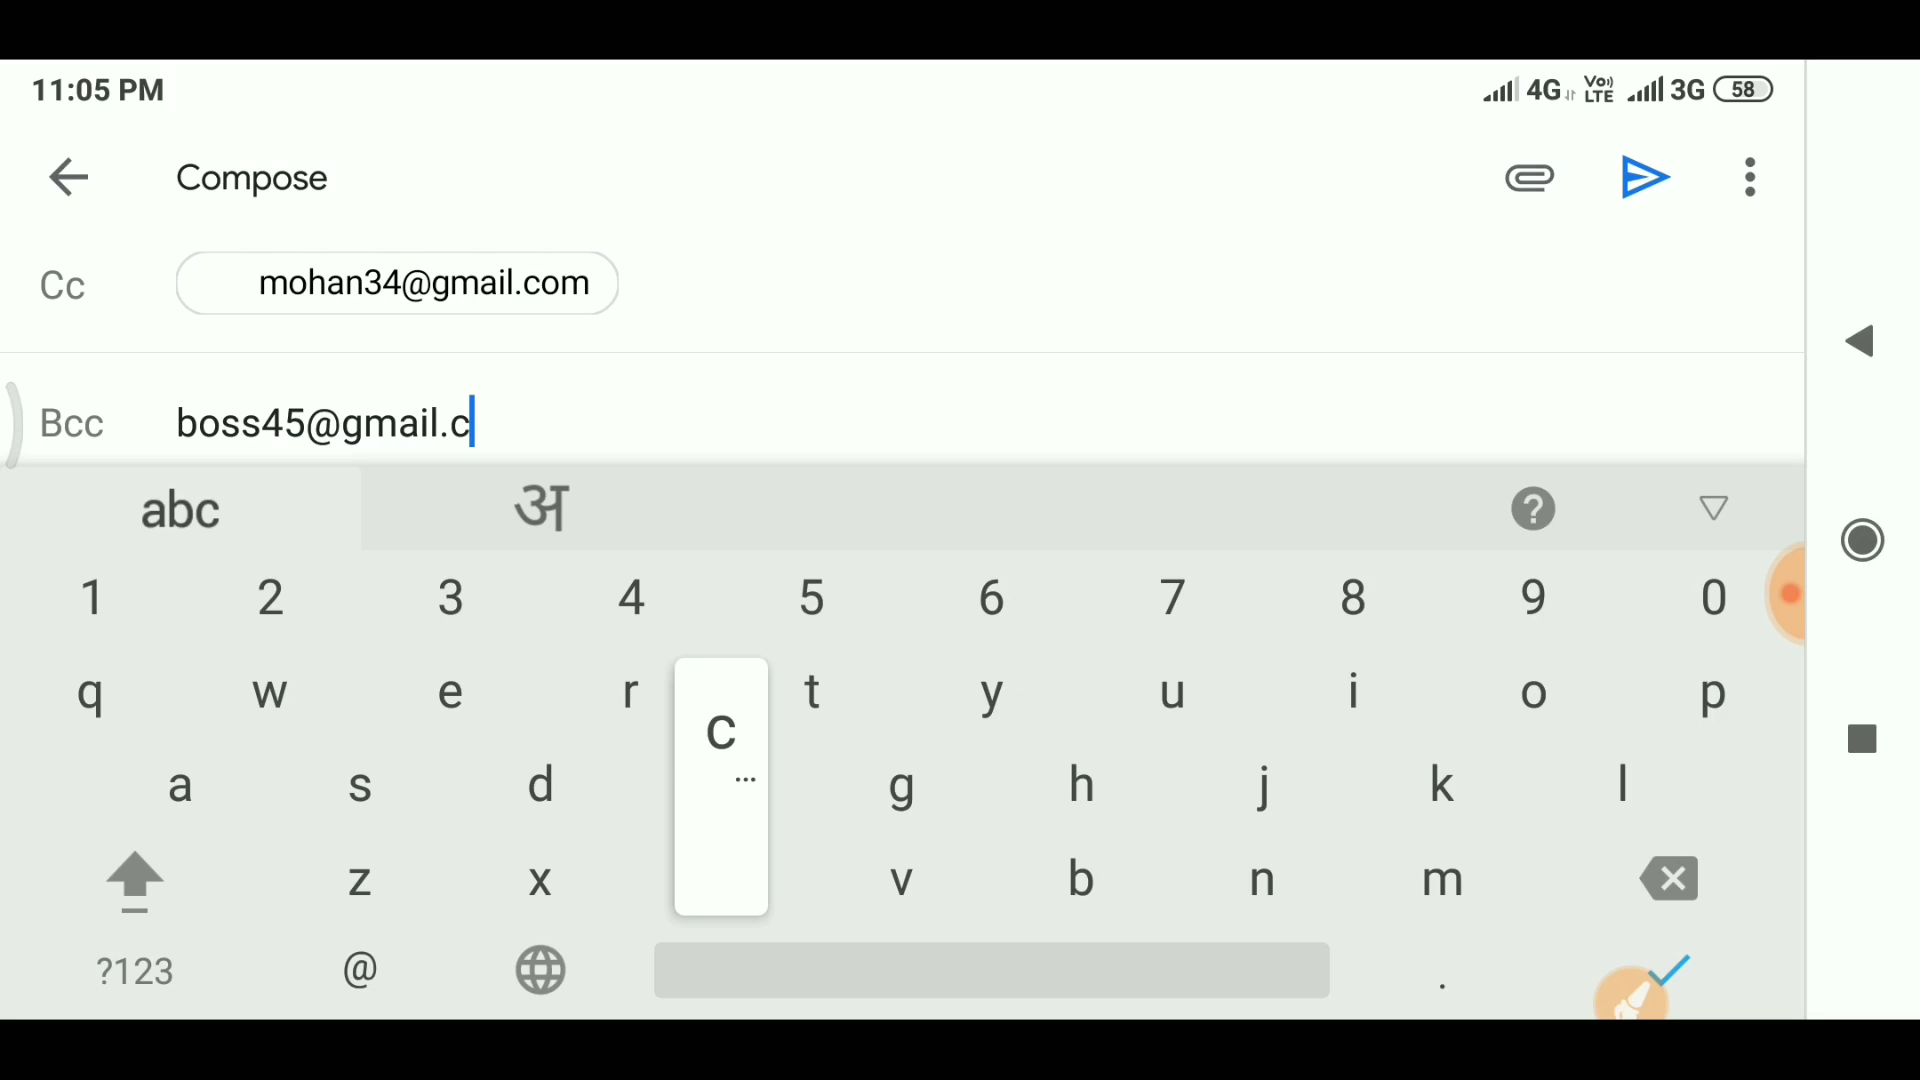 11:05 PM 4G Vo)) LTE 3G 58
Compose
Cc mohan34@gmail.com
Bcc boss45@gmail.c
abc अ ?
1 2 3 4 5 6 7 8 9 0
q w e r t y u i o p
c
...
a s d g h j k l
z x v b n m
?123 @ .